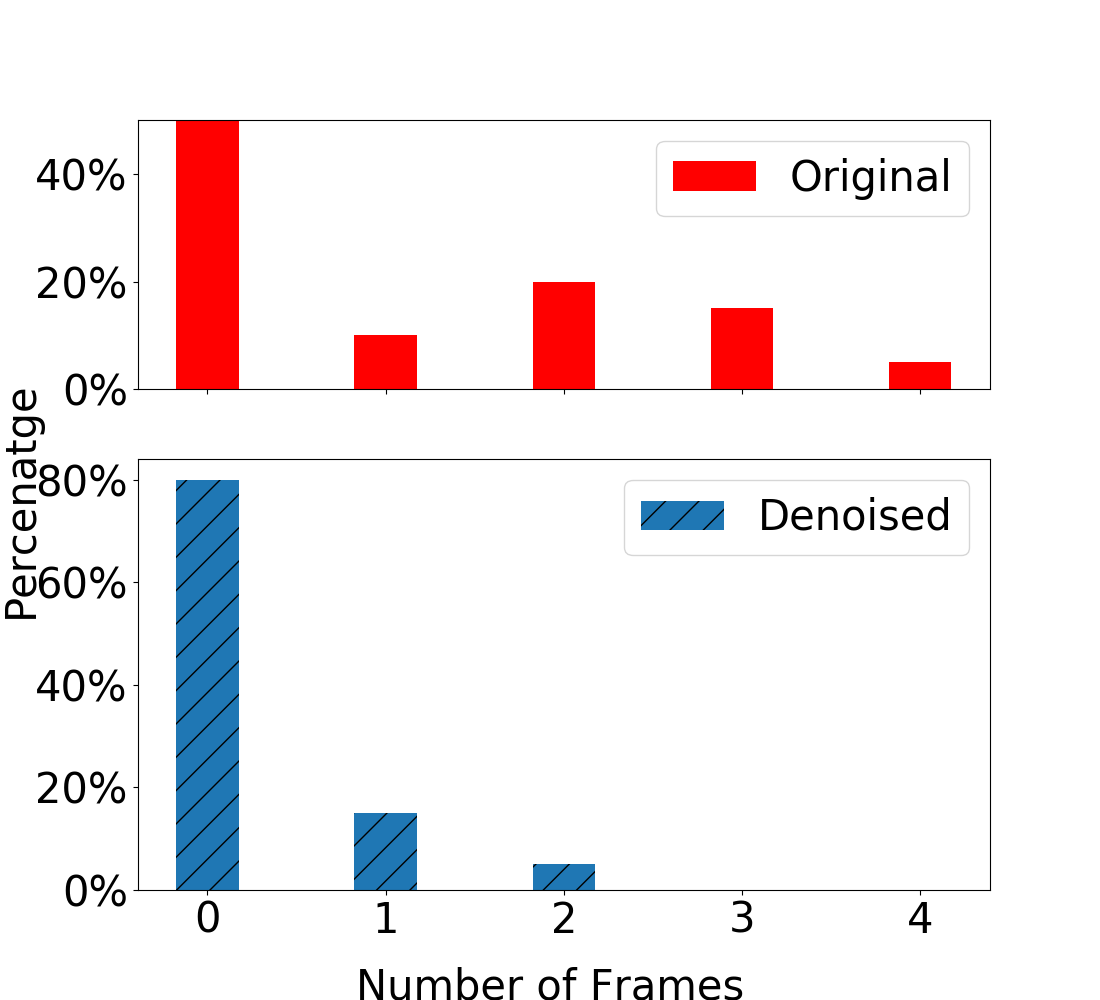 40%
20%
0%
Original
Percenatge
80%
60%
40%
20%
0%
Denoised
0 1 2 3 4
Number of Frames